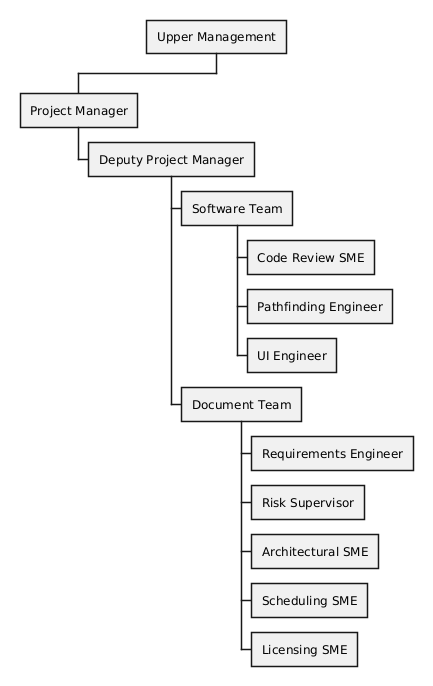 Upper Management
Project Manager
Deputy Project Manager
Software Team
Code Review SME
Pathfinding Engineer
UI Engineer
Document Team
Requirements Engineer
Risk Supervisor
Architectural SME
Scheduling SME
Licensing SME